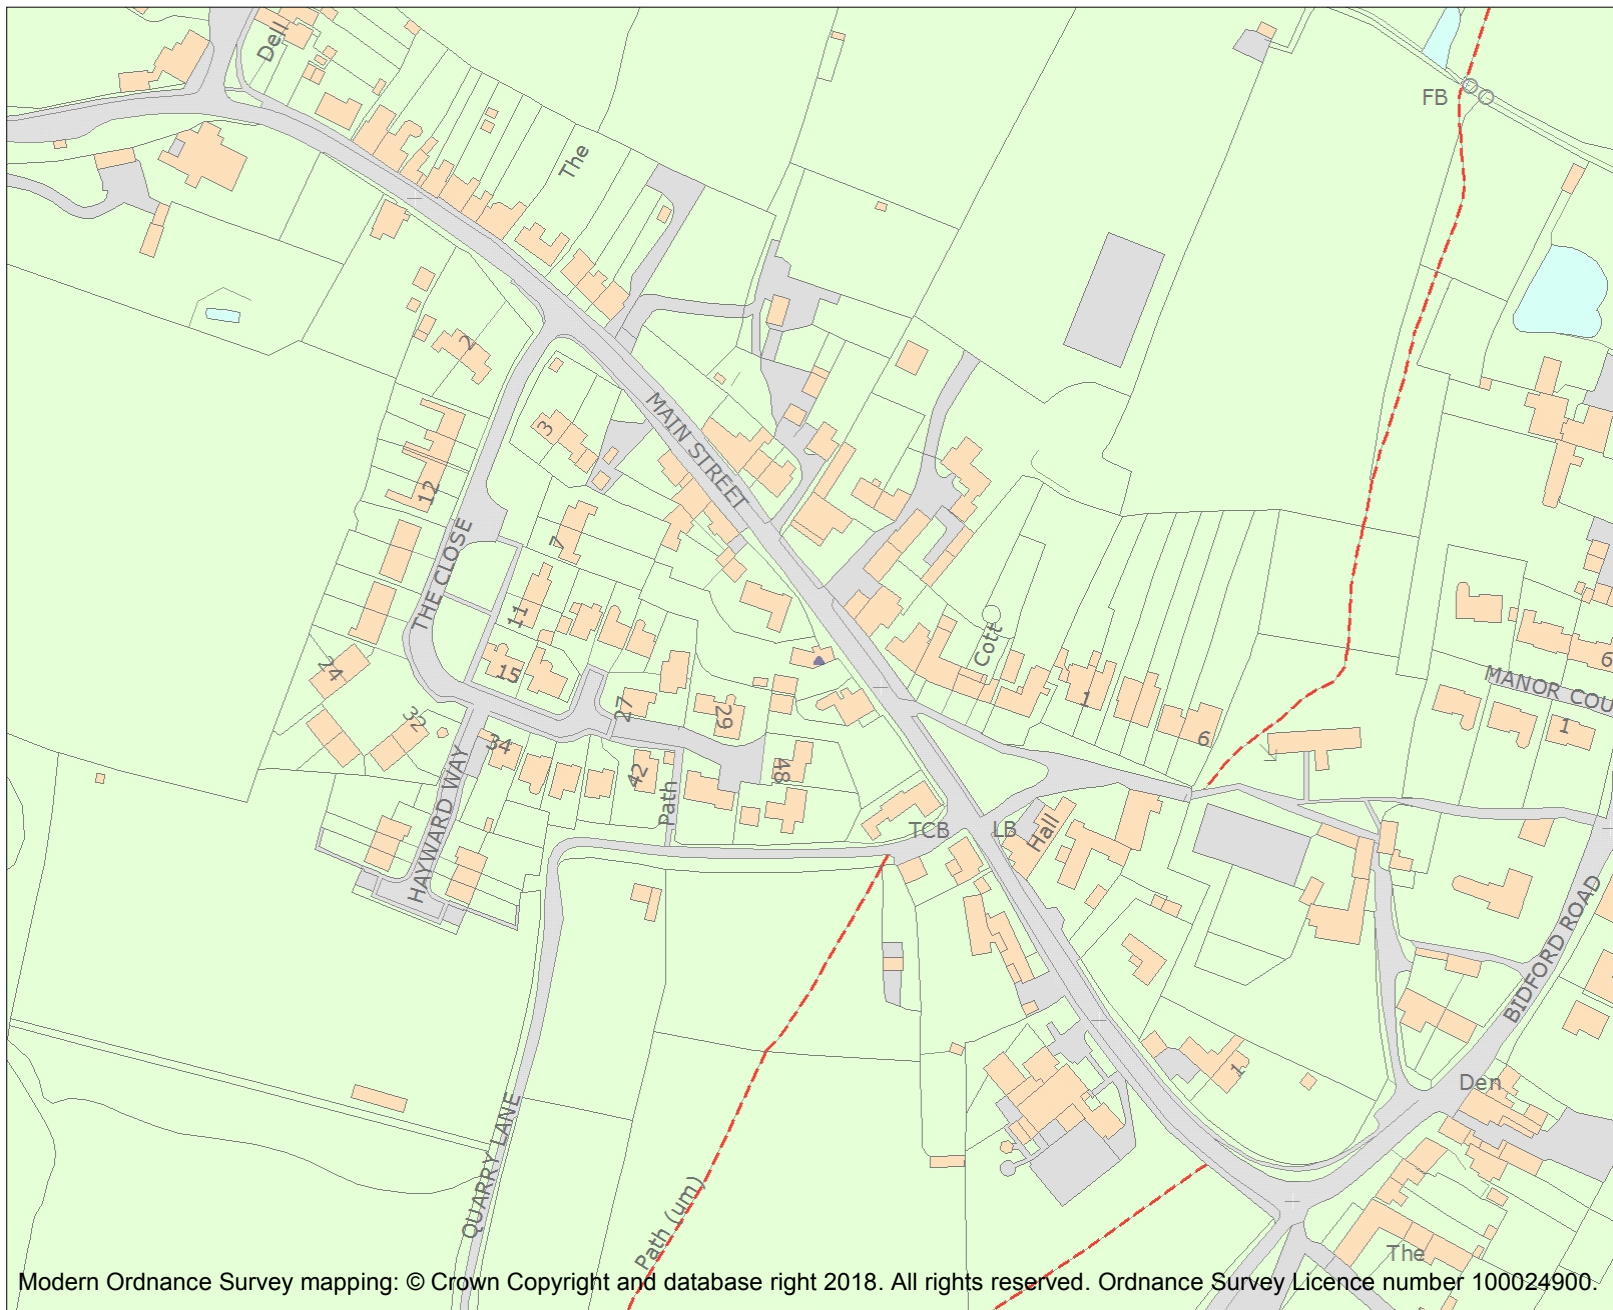 Dell
The
FB
2
MAIN STREET
3
12
7
THE CLOSE
11
Cott
24
15
6
MANOR COU
27
29
1
1
32
34
6
42
48
Path
HAYWARD WAY
TCB
LB
Hall
BIDFORD ROAD
1
Den
QUARRY LANE
Path (um)
The
Modern Ordnance Survey mapping: © Crown Copyright and database right 2018. All rights reserved. Ordnance Survey Licence number 100024900.